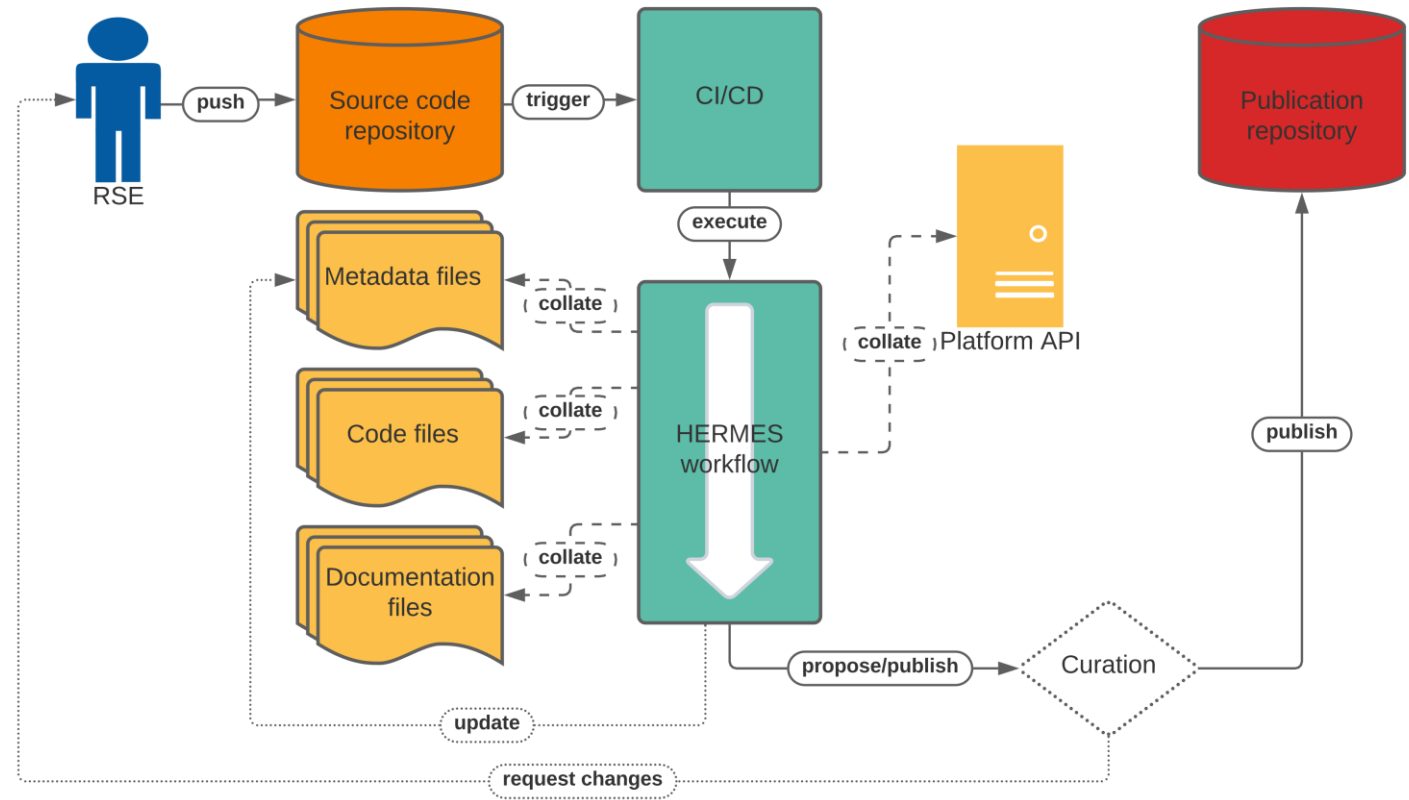 push
Source code
repository
trigger
CI/CD
Publication
repository
RSE
execute
Metadata files
collate
collate
Platform API
Code files
collate
HERMES
workflow
publish
Documentation
files
collate
propose/publish
Curation
update
request changes